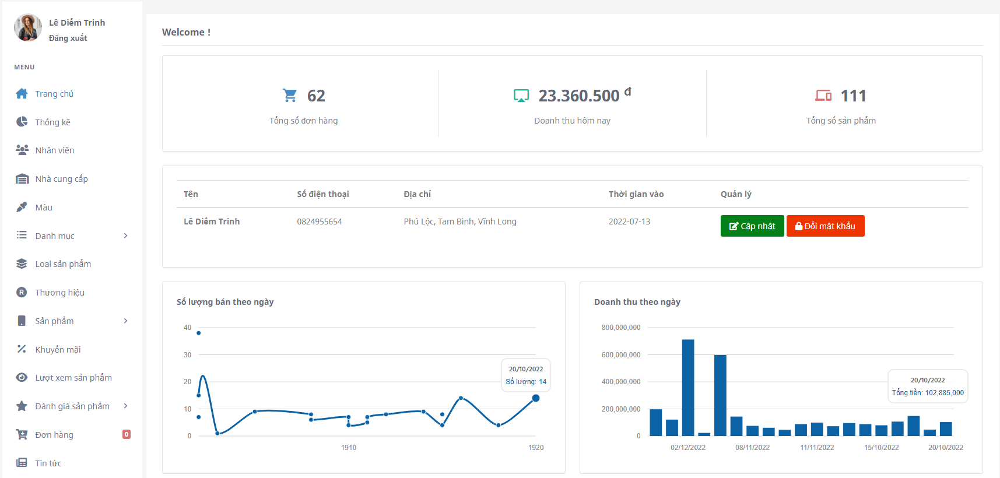 Lê Diễm Trinh
Đăng xuất
MENU
Trang chủ
Thống kê
Nhân viên
Nhà cung cấp
Màu
Danh mục
Loại sản phẩm
Thương hiệu
Sản phẩm
Khuyến mãi
Lượt xem sản phẩm
Đánh giá sản phẩm
Đơn hàng 0
Tin tức
Welcome !
62
Tổng số đơn hàng
23.360.500 đ
Doanh thu hôm nay
111
Tổng số sản phẩm
Tên Số điện thoại Địa chỉ Thời gian vào Quản lý
Lê Diễm Trinh 0824955654 Phú Lộc, Tam Bình, Vĩnh Long 2022-07-13 Cập nhật Đổi mật khẩu
Số lượng bán theo ngày
40
30
20
10
0
1910 1920
20/10/2022
Số lượng: 14
Doanh thu theo ngày
800,000,000
600,000,000
400,000,000
200,000,000
0
02/12/2022 08/11/2022 11/11/2022 15/10/2022 20/10/2022
20/10/2022
Tổng tiền: 102,885,000